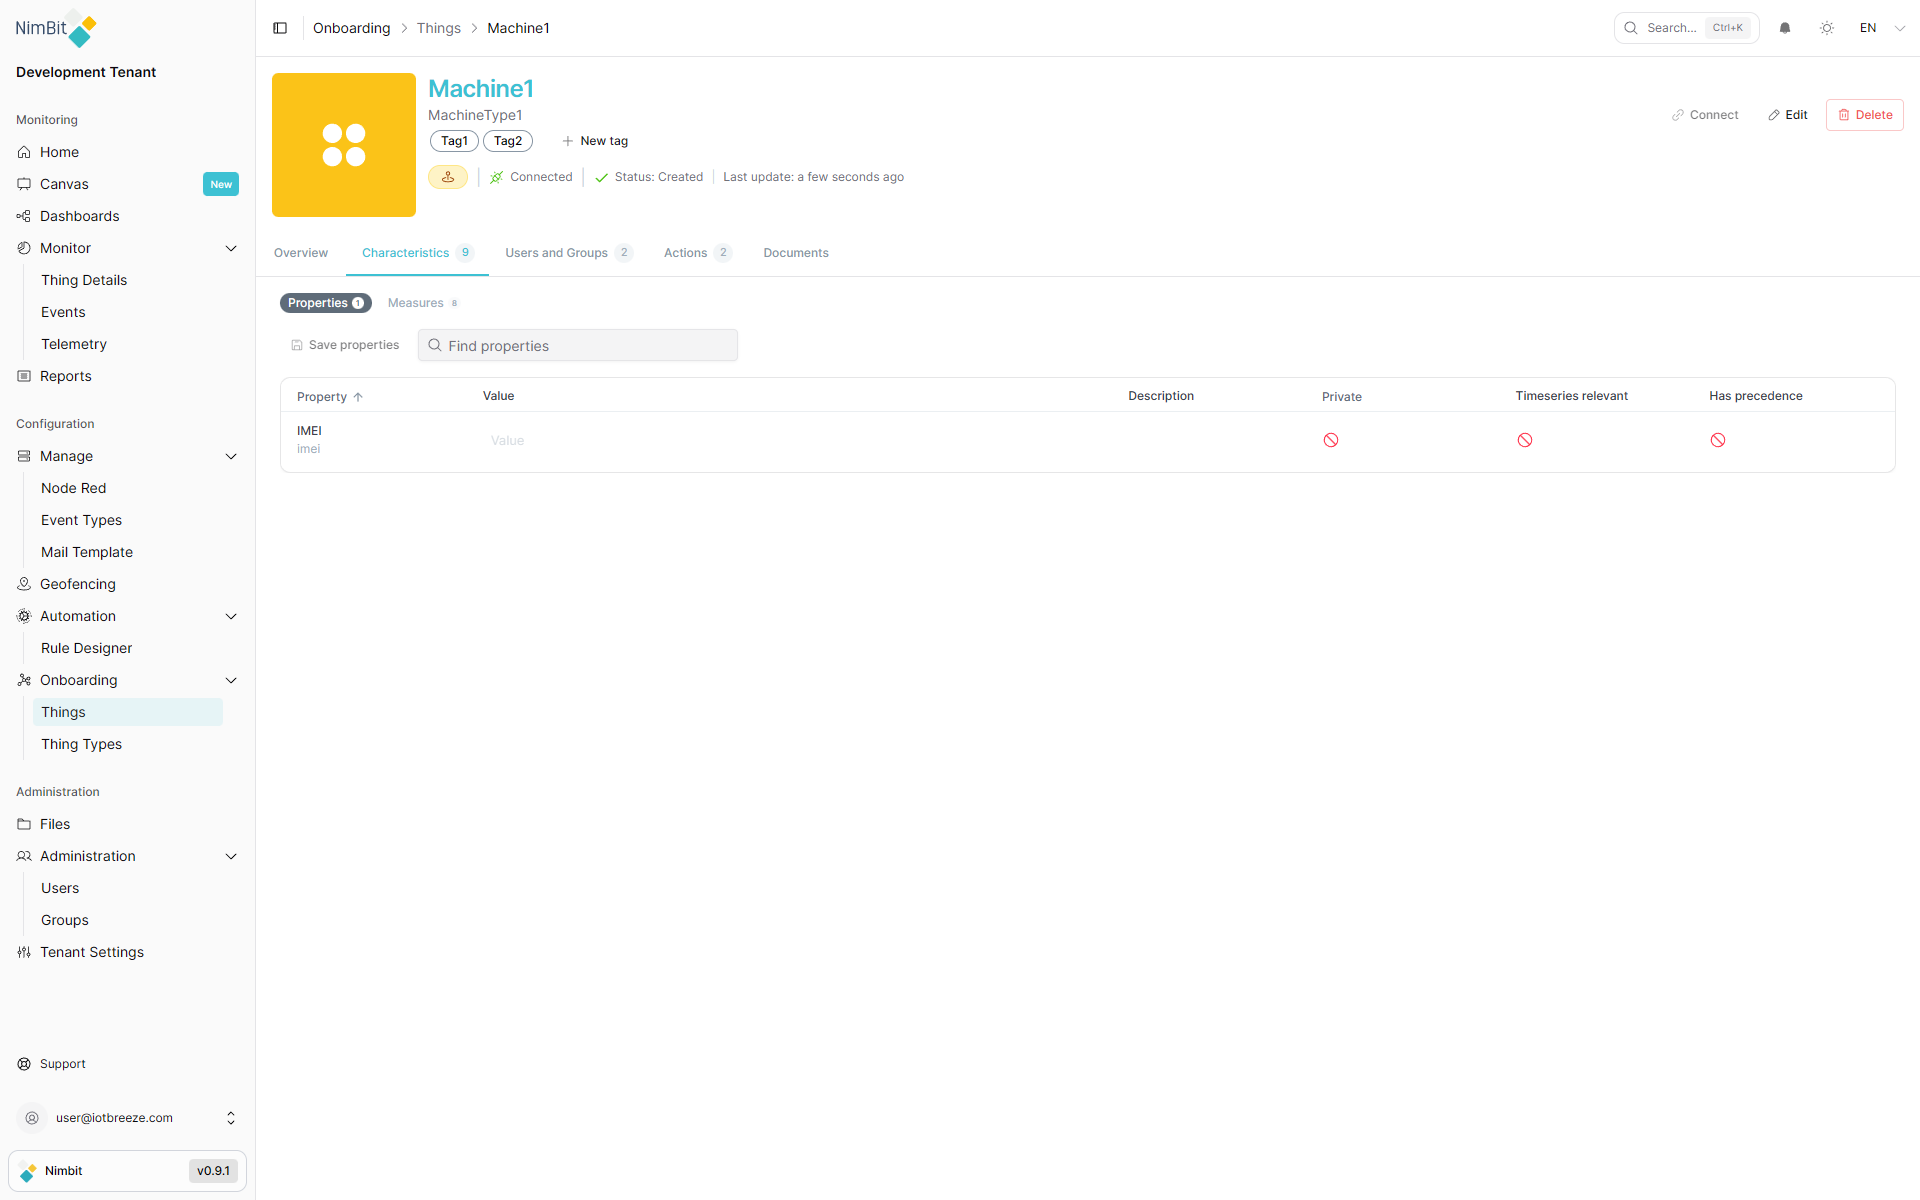 NimBit
Development Tenant
Monitoring
Home
Canvas New
Dashboards
Monitor
Thing Details
Events
Telemetry
Reports
Configuration
Manage
Node Red
Event Types
Mail Template
Geofencing
Automation
Rule Designer
Onboarding
Things
Thing Types
Administration
Files
Administration
Users
Groups
Tenant Settings
Support
user@iotbreeze.com
Nimbit v0.9.1
Onboarding Things Machine1
Search... Ctrl+K EN
Machine1
MachineType1
Tag1 Tag2 New tag
Connected Status: Created Last update: a few seconds ago
Connect Edit Delete
Overview Characteristics 9 Users and Groups 2 Actions 2 Documents
Properties 1 Measures 8
Save properties Find properties
Property Value Description Private Timeseries relevant Has precedence
IMEI
imei
Value